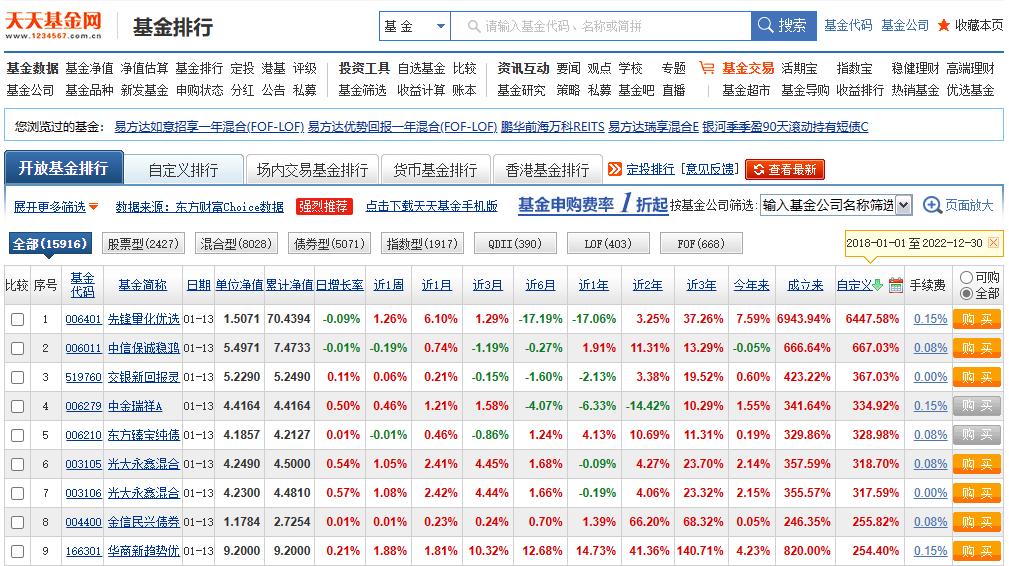 天天基金网
www.1234567.com.cn
基金排行
基 金 请输入基金代码、名称或简拼 搜索 基金代码 基金公司 收藏本页
基金数据 基金净值 净值估算 基金排行 定投 港基 评级 投资工具 自选基金 比较 资讯互动 要闻 观点 学校 专题 基金交易 活期宝 指数宝 稳健理财 高端理财
基金公司 基金品种 新发基金 申购状态 分红 公告 私募 基金筛选 收益计算 账本 基金研究 策略 私募 基金吧 直播 基金超市 基金导购 收益排行 热销基金 优选基金
您浏览过的基金： 易方达如意招享一年混合(FOF-LOF) 易方达优势回报一年混合(FOF-LOF) 鹏华前海万科REITS 易方达瑞享混合E 银河季季盈90天滚动持有短债C
开放基金排行 自定义排行 场内交易基金排行 货币基金排行 香港基金排行 定投排行 [意见反馈] 查看最新
展开更多筛选 数据来源：东方财富Choice数据 强烈推荐 点击下载天天基金手机版 基金申购费率1折起 按基金公司筛选: 输入基金公司名称筛选 页面放大
全部(15916) 股票型(2427) 混合型(8028) 债券型(5071) 指数型(1917) QDII(390) LOF(403) FOF(668) 2018-01-01 至 2022-12-30
比较 序号 基金代码 基金简称 日期 单位净值 累计净值 日增长率 近1周 近1月 近3月 近6月 近1年 近2年 近3年 今年来 成立来 自定义 手续费 可购 全部
1 006401 先锋量化优选 01-13 1.5071 70.4394 -0.09% 1.26% 6.10% 1.29% -17.19% -17.06% 3.25% 37.26% 7.59% 6943.94% 6447.58% 0.15% 购 买
2 006011 中信保诚稳鸿 01-13 5.4971 7.4733 -0.01% -0.19% 0.74% -1.19% -0.27% 1.91% 11.31% 13.29% -0.05% 666.64% 667.03% 0.08% 购 买
3 519760 交银新回报灵 01-13 5.2290 5.2490 0.11% 0.06% 0.21% -0.15% -1.60% -2.13% 3.38% 19.52% 0.60% 423.22% 367.03% 0.00% 购 买
4 006279 中金瑞祥A 01-13 4.4164 4.4164 0.50% 0.46% 1.21% 1.58% -4.07% -6.33% -14.42% 10.29% 1.55% 341.64% 334.92% 0.15% 购 买
5 006210 东方臻宝纯债 01-13 4.1857 4.2127 0.01% -0.01% 0.46% -0.86% 1.24% 4.13% 10.69% 11.31% 0.19% 329.86% 328.98% 0.08% 购 买
6 003105 光大永鑫混合 01-13 4.2490 4.5000 0.54% 1.05% 2.41% 4.45% 1.68% -0.09% 4.27% 23.70% 2.14% 357.59% 318.70% 0.08% 购 买
7 003106 光大永鑫混合 01-13 4.2300 4.4810 0.57% 1.08% 2.42% 4.44% 1.66% -0.19% 4.06% 23.32% 2.15% 355.57% 317.59% 0.00% 购 买
8 004400 金信民兴债券 01-13 1.1784 2.7254 0.01% 0.01% 0.23% 0.24% 0.70% 1.39% 66.20% 68.32% 0.05% 246.35% 255.82% 0.08% 购 买
9 166301 华商新趋势优 01-13 9.2000 9.2000 0.21% 1.88% 1.81% 10.32% 12.68% 14.73% 41.36% 140.71% 4.23% 820.00% 254.40% 0.15% 购 买